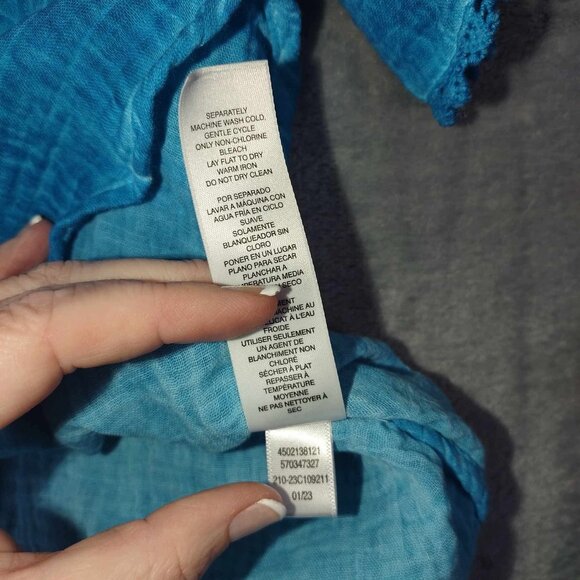 SEPARATELY
MACHINE WASH COLD,
GENTLE CYCLE
ONLY NON-CHLORINE
BLEACH
LAY FLAT TO DRY
WARM IRON
DO NOT DRY CLEAN
POR SEPARADO
LAVAR A MÁQUINA CON
AGUA FRÍA EN CICLO
SUAVE
SOLAMENTE
BLANQUEADOR SIN
CLORO
PONER EN UN LUGAR
PLANO PARA SECAR
PLANCHAR A
MEDIA
SECO
AU
À L'EAU
FROIDE
UTILISER SEULEMENT
UN AGENT DE
BLANCHIMENT NON
CHLORÉ
SÉCHER À PLAT
REPASSER À
TEMPÉRATURE
MOYENNE
NE PAS NETTOYER À
SEC
4502138121
570347327
210-23C109211
01/23